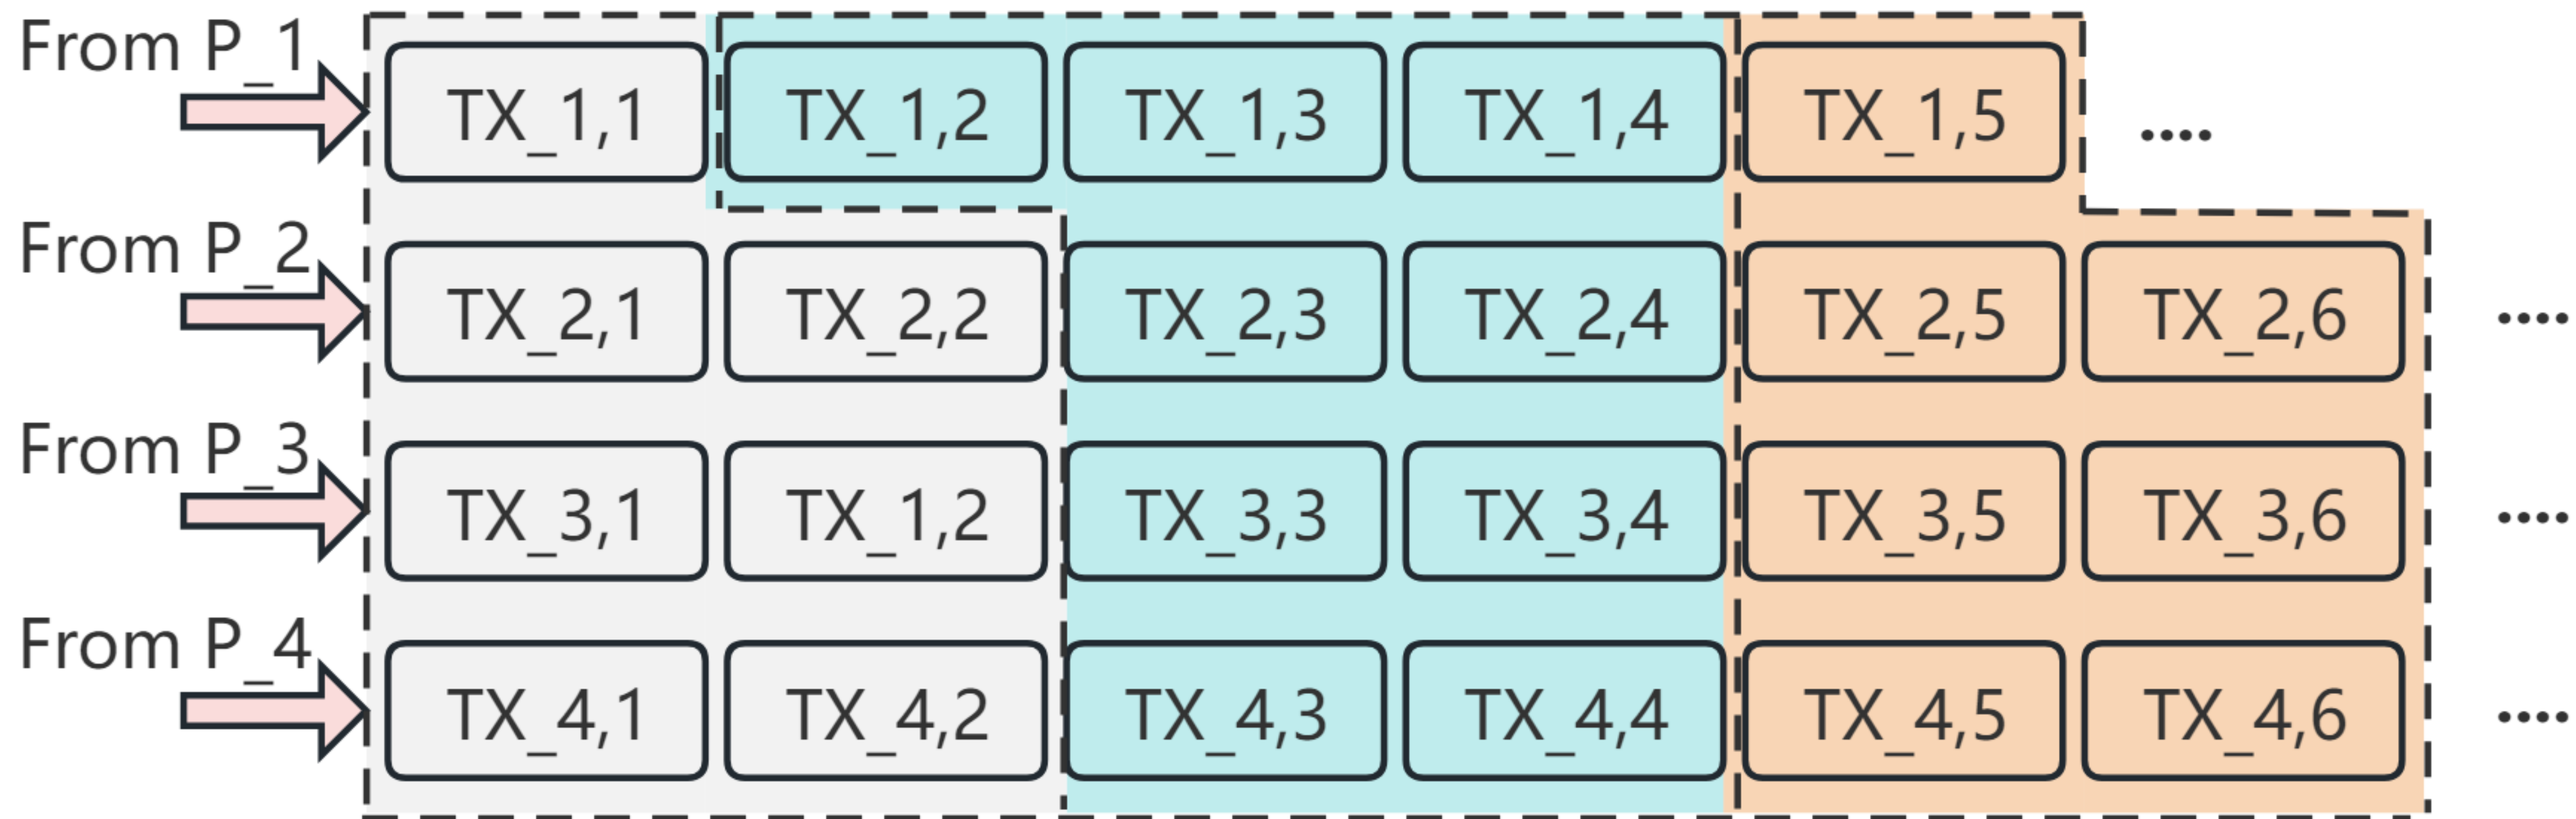 From P_1
TX_1,1 TX_1,2 TX_1,3 TX_1,4 TX_1,5 ....
From P_2
TX_2,1 TX_2,2 TX_2,3 TX_2,4 TX_2,5 TX_2,6 ....
From P_3
TX_3,1 TX_1,2 TX_3,3 TX_3,4 TX_3,5 TX_3,6 ....
From P_4
TX_4,1 TX_4,2 TX_4,3 TX_4,4 TX_4,5 TX_4,6 ....